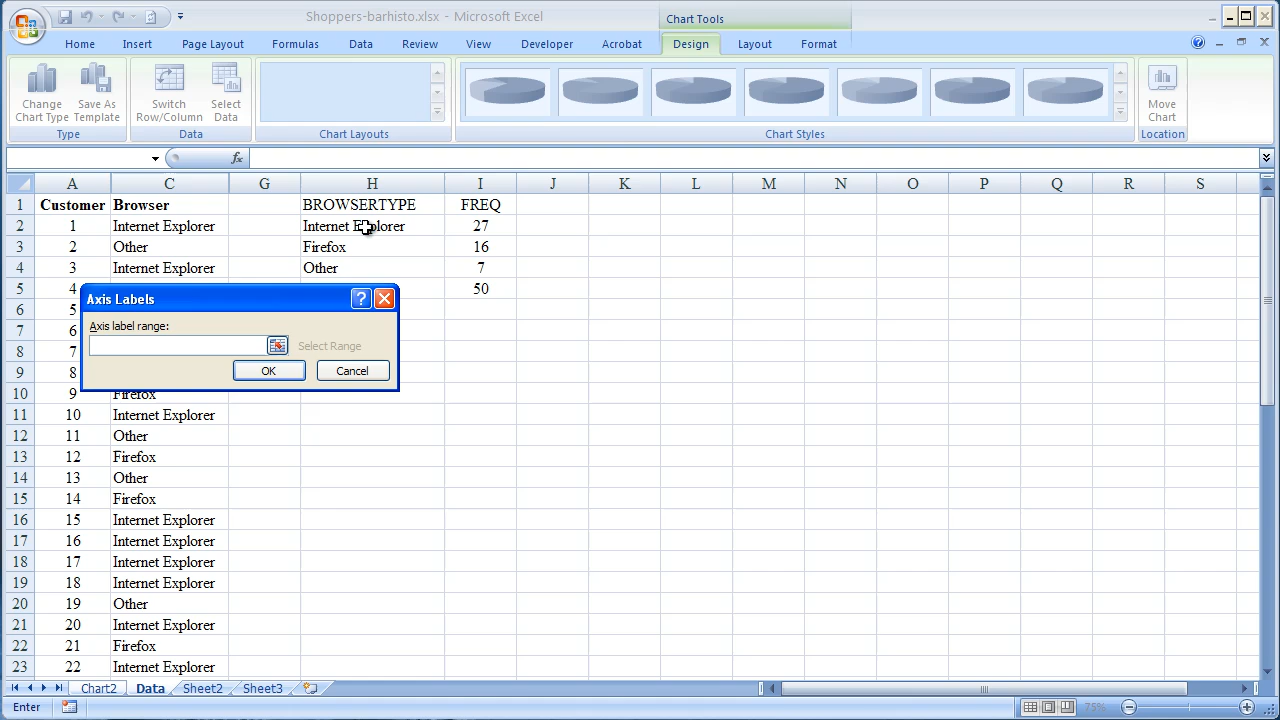 Shoppers-barhisto.xlsx - Microsoft Excel
Chart Tools
Home Insert Page Layout Formulas Data Review View Developer Acrobat Design Layout Format
Change Chart Type
Save As Template
Switch Row/Column
Select Data
Move Chart
Type Data Chart Layouts Chart Styles Location
fx
A C G H I J K L M N O P Q R S
1 Customer Browser BROWSERTYPE FREQ
2 1 Internet Explorer Internet Explorer 27
3 2 Other Firefox 16
4 3 Internet Explorer Other 7
5 4 50
Axis Labels
6 5
Axis label range:
7 6
Select Range
8 7
OK Cancel
9 8
10 9 Firefox
11 10 Internet Explorer
12 11 Other
13 12 Firefox
14 13 Other
15 14 Firefox
16 15 Internet Explorer
17 16 Internet Explorer
18 17 Internet Explorer
19 18 Internet Explorer
20 19 Other
21 20 Internet Explorer
22 21 Firefox
23 22 Internet Explorer
Chart2 Data Sheet2 Sheet3
Enter 75%